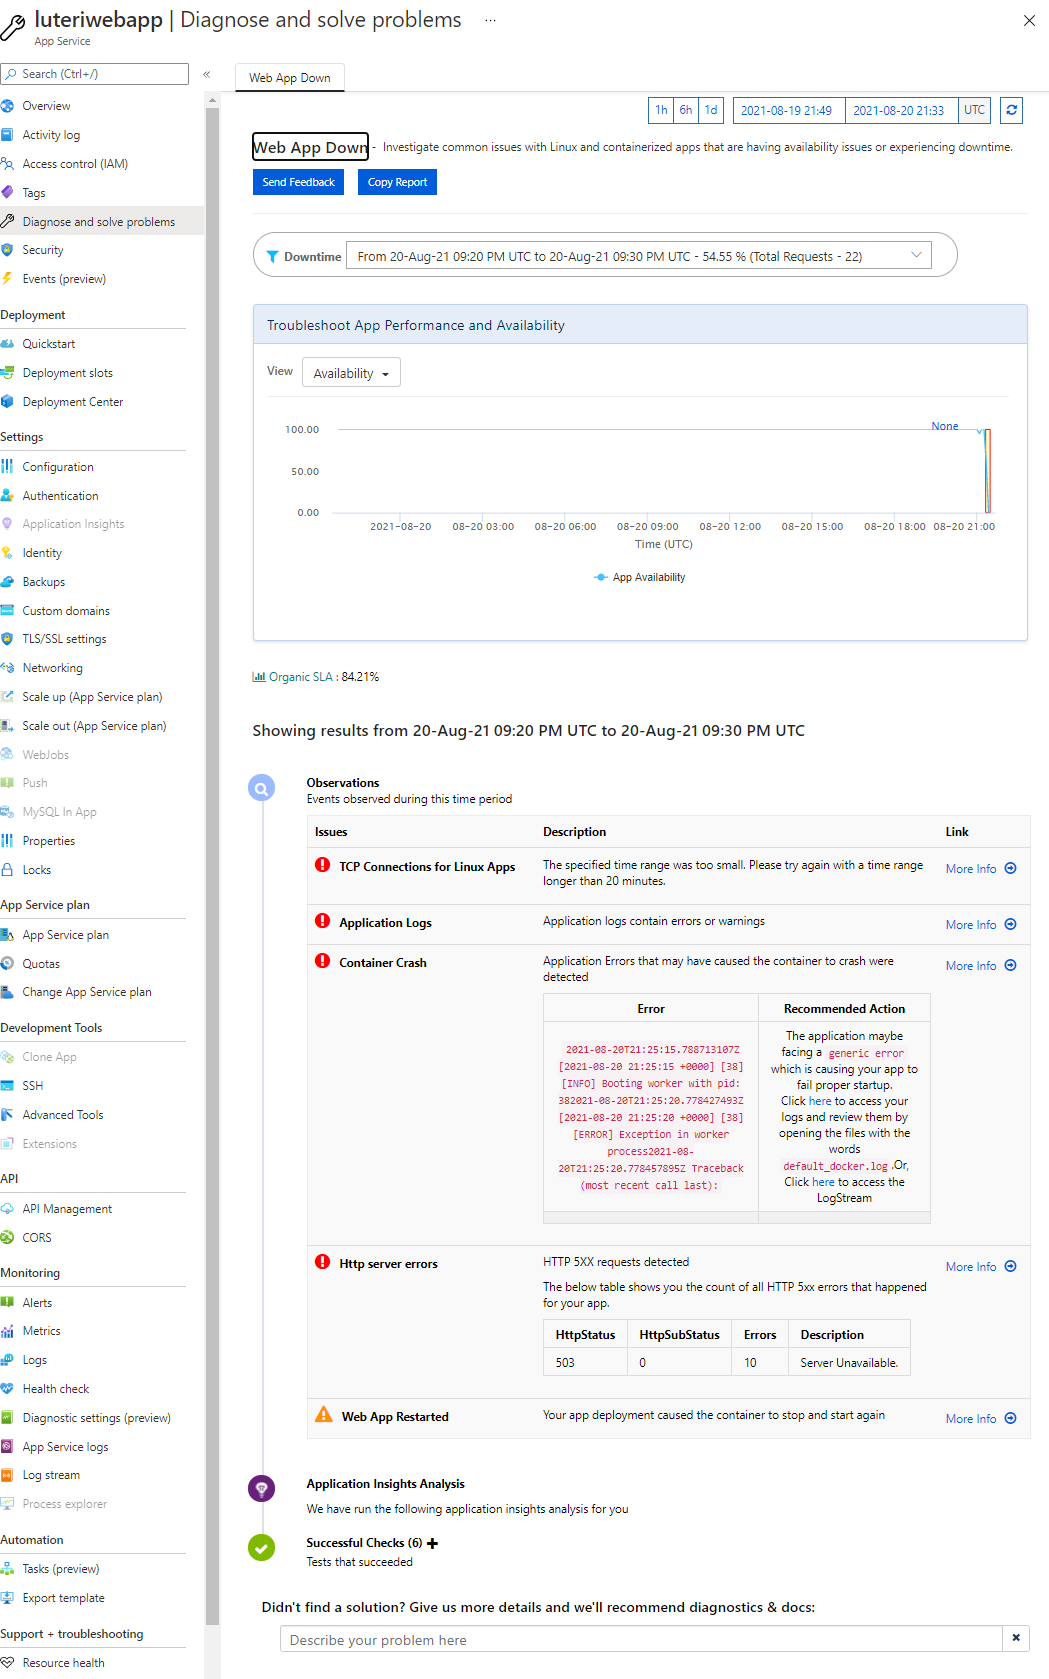 luteriwebapp | Diagnose and solve problems ...
App Service
Search (Ctrl+/)
«
Overview
Activity log
Access control (IAM)
Tags
Diagnose and solve problems
Security
Events (preview)
Deployment
Quickstart
Deployment slots
Deployment Center
Settings
Configuration
Authentication
Application Insights
Identity
Backups
Custom domains
TLS/SSL settings
Networking
Scale up (App Service plan)
Scale out (App Service plan)
WebJobs
Push
MySQL In App
Properties
Locks
App Service plan
App Service plan
Quotas
Change App Service plan
Development Tools
Clone App
SSH
Advanced Tools
Extensions
API
API Management
CORS
Monitoring
Alerts
Metrics
Logs
Health check
Diagnostic settings (preview)
App Service logs
Log stream
Process explorer
Automation
Tasks (preview)
Export template
Support + troubleshooting
Resource health
Web App Down
1h 6h 1d 2021-08-19 21:49 2021-08-20 21:33 UTC
Web App Down - Investigate common issues with Linux and containerized apps that are having availability issues or experiencing downtime.
Send Feedback Copy Report
Downtime From 20-Aug-21 09:20 PM UTC to 20-Aug-21 09:30 PM UTC - 54.55 % (Total Requests - 22)
Troubleshoot App Performance and Availability
View Availability
None
100.00
50.00
0.00
2021-08-20 08-20 03:00 08-20 06:00 08-20 09:00 08-20 12:00 08-20 15:00 08-20 18:00 08-20 21:00
Time (UTC)
App Availability
Organic SLA : 84.21%
Showing results from 20-Aug-21 09:20 PM UTC to 20-Aug-21 09:30 PM UTC
Observations
Events observed during this time period
Issues Description Link
TCP Connections for Linux Apps The specified time range was too small. Please try again with a time range More Info
longer than 20 minutes.
Application Logs Application logs contain errors or warnings More Info
Container Crash Application Errors that may have caused the container to crash were More Info
detected
Error Recommended Action
2021-08-20T21:25:15.788713107Z
[2021-08-20 21:25:15 +0000] [38]
[INFO] Booting worker with pid:
382021-08-20T21:25:20.778427493Z
[2021-08-20 21:25:20 +0000] [38]
[ERROR] Exception in worker
process2021-08-
20T21:25:20.778457895Z Traceback
(most recent call last):
The application maybe
facing a generic error
which is causing your app to
fail proper startup.
Click here to access your
logs and review them by
opening the files with the
words
default_docker.log .Or,
Click here to access the
LogStream
Http server errors HTTP 5XX requests detected More Info
The below table shows you the count of all HTTP 5xx errors that happened
for your app.
HttpStatus HttpSubStatus Errors Description
503 0 10 Server Unavailable.
Web App Restarted Your app deployment caused the container to stop and start again More Info
Application Insights Analysis
We have run the following application insights analysis for you
Successful Checks (6)
Tests that succeeded
Didn't find a solution? Give us more details and we'll recommend diagnostics & docs:
Describe your problem here